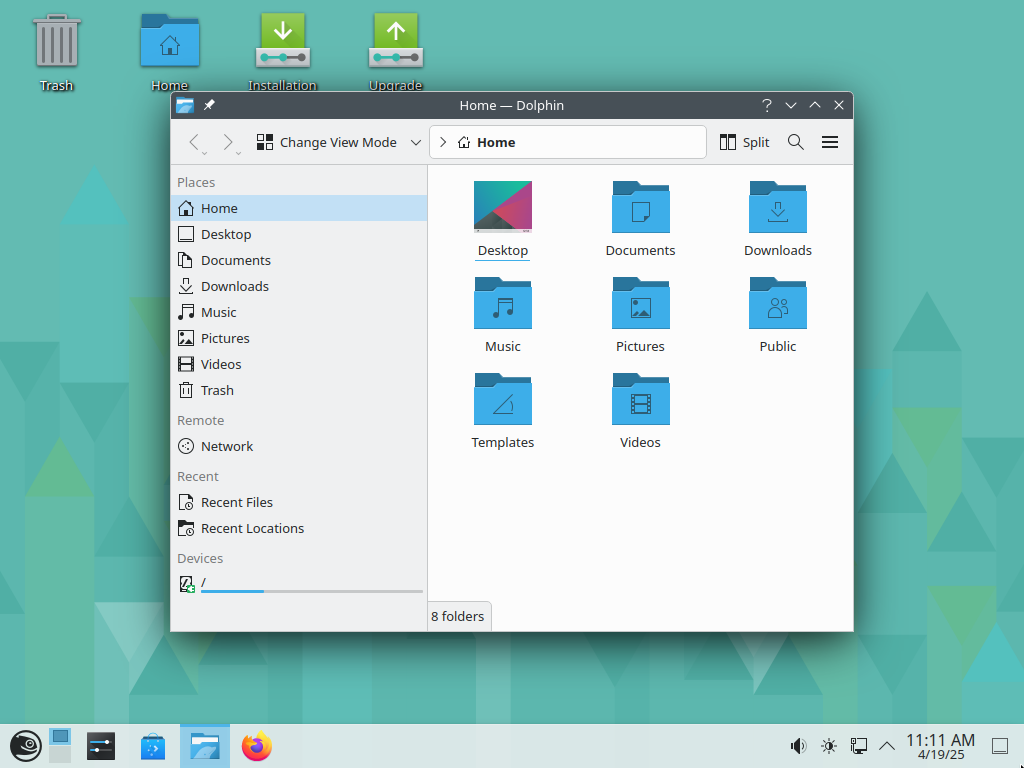 Trash
Home
Installation
Upgrade
Home — Dolphin
Change View Mode
Home
Split
Places
Home
Desktop
Documents
Downloads
Music
Pictures
Videos
Trash
Remote
Network
Recent
Recent Files
Recent Locations
Devices
/
Desktop
Documents
Downloads
Music
Pictures
Public
Templates
Videos
8 folders
11:11 AM
4/19/25